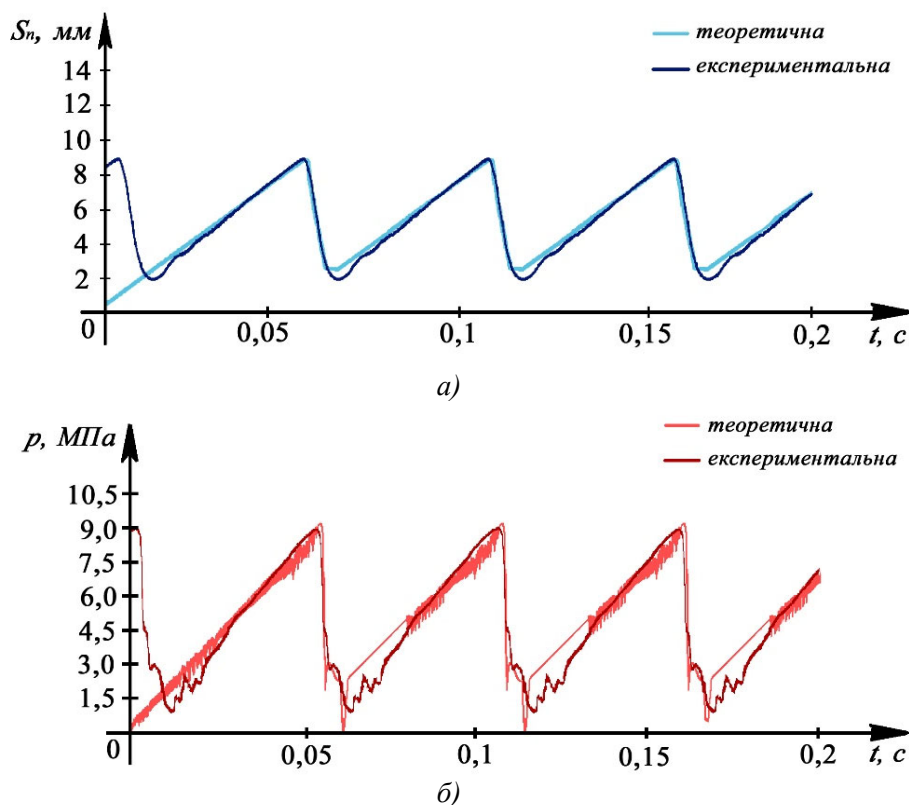 Sп, мм
теоретична
експериментальна
14
12
10
8
6
4
2
0
0,05
0,1
0,15
0,2
t, с
а)
p, МПа
теоретична
експериментальна
10,5
9,0
7,5
6,0
4,5
3,0
1,5
0
0,05
0,1
0,15
0,2
t, с
б)